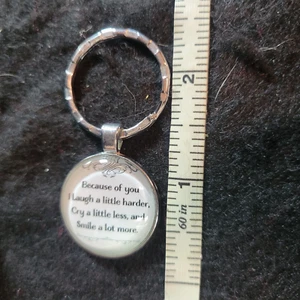 Because of you
I laugh a little harder,
Cry a little less, and
Smile a lot more.
2
1
60 in